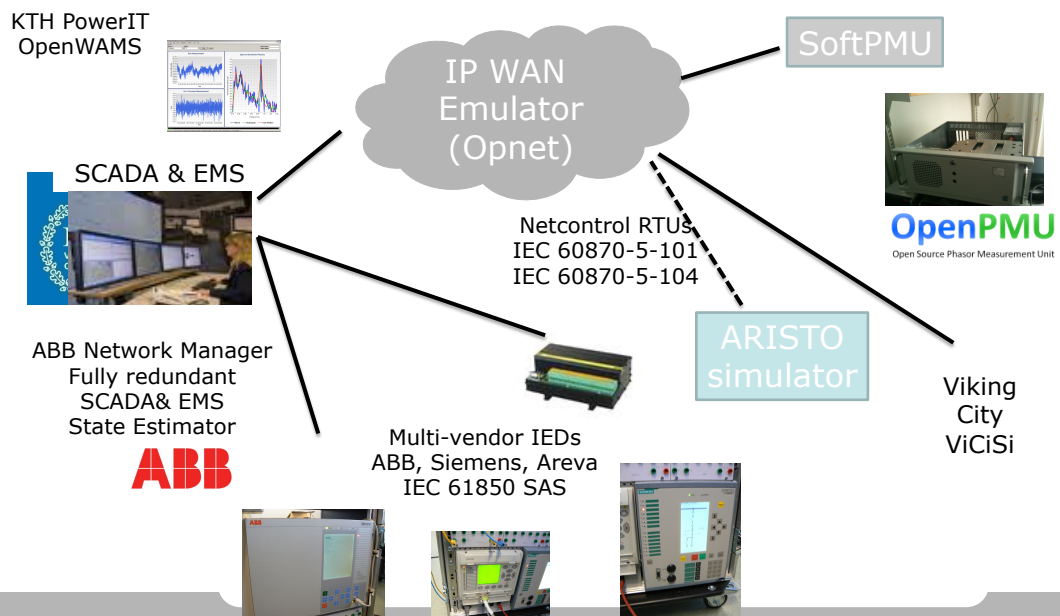 KTH PowerIT
OpenWAMS
IP WAN
Emulator
(Opnet)
SoftPMU
SCADA & EMS
OpenPMU
Open Source Phasor Measurement Unit
Netcontrol RTUs
IEC 60870-5-101
IEC 60870-5-104
ARISTO
simulator
ABB Network Manager
Fully redundant
SCADA& EMS
State Estimator
ABB
Viking
City
ViCiSi
Multi-vendor IEDs
ABB, Siemens, Areva
IEC 61850 SAS
ABB